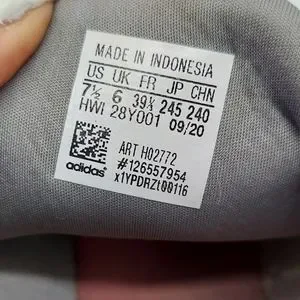 MADE IN INDONESIA
US UK FR JP CHN
7½ 6 39⅓ 245 240
HWI 28Y001 09/20
ART H02772
#126557954
x1YPDRZt00116
adidas